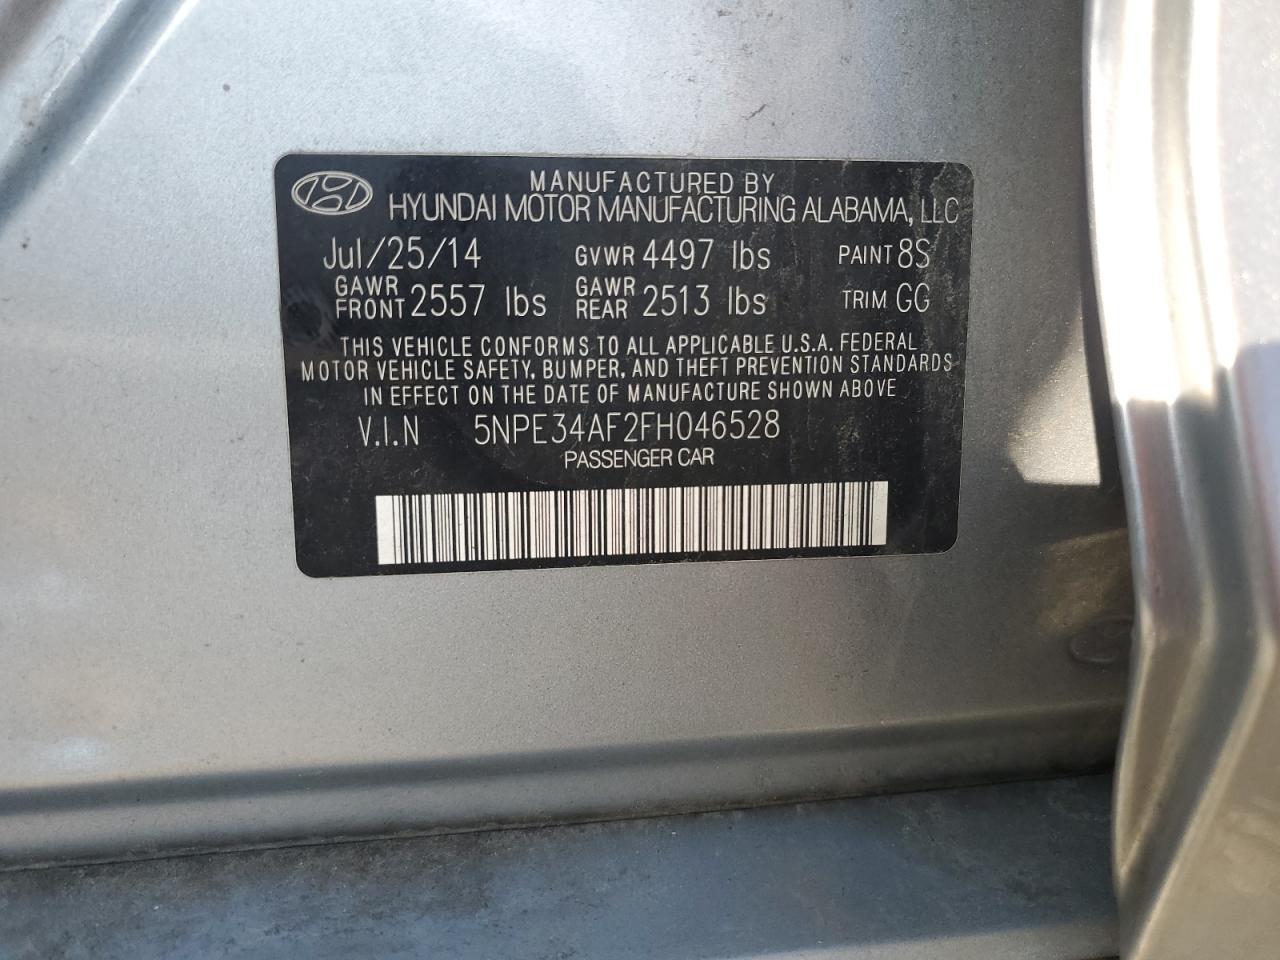 MANUFACTURED BY
HYUNDAI MOTOR MANUFACTURING ALABAMA, LLC
Jul/25/14 GVWR 4497 lbs PAINT 8S
GAWR FRONT 2557 lbs GAWR REAR 2513 lbs TRIM GG
THIS VEHICLE CONFORMS TO ALL APPLICABLE U.S.A. FEDERAL
MOTOR VEHICLE SAFETY, BUMPER, AND THEFT PREVENTION STANDARDS
IN EFFECT ON THE DATE OF MANUFACTURE SHOWN ABOVE
V.I.N 5NPE34AF2FH046528
PASSENGER CAR